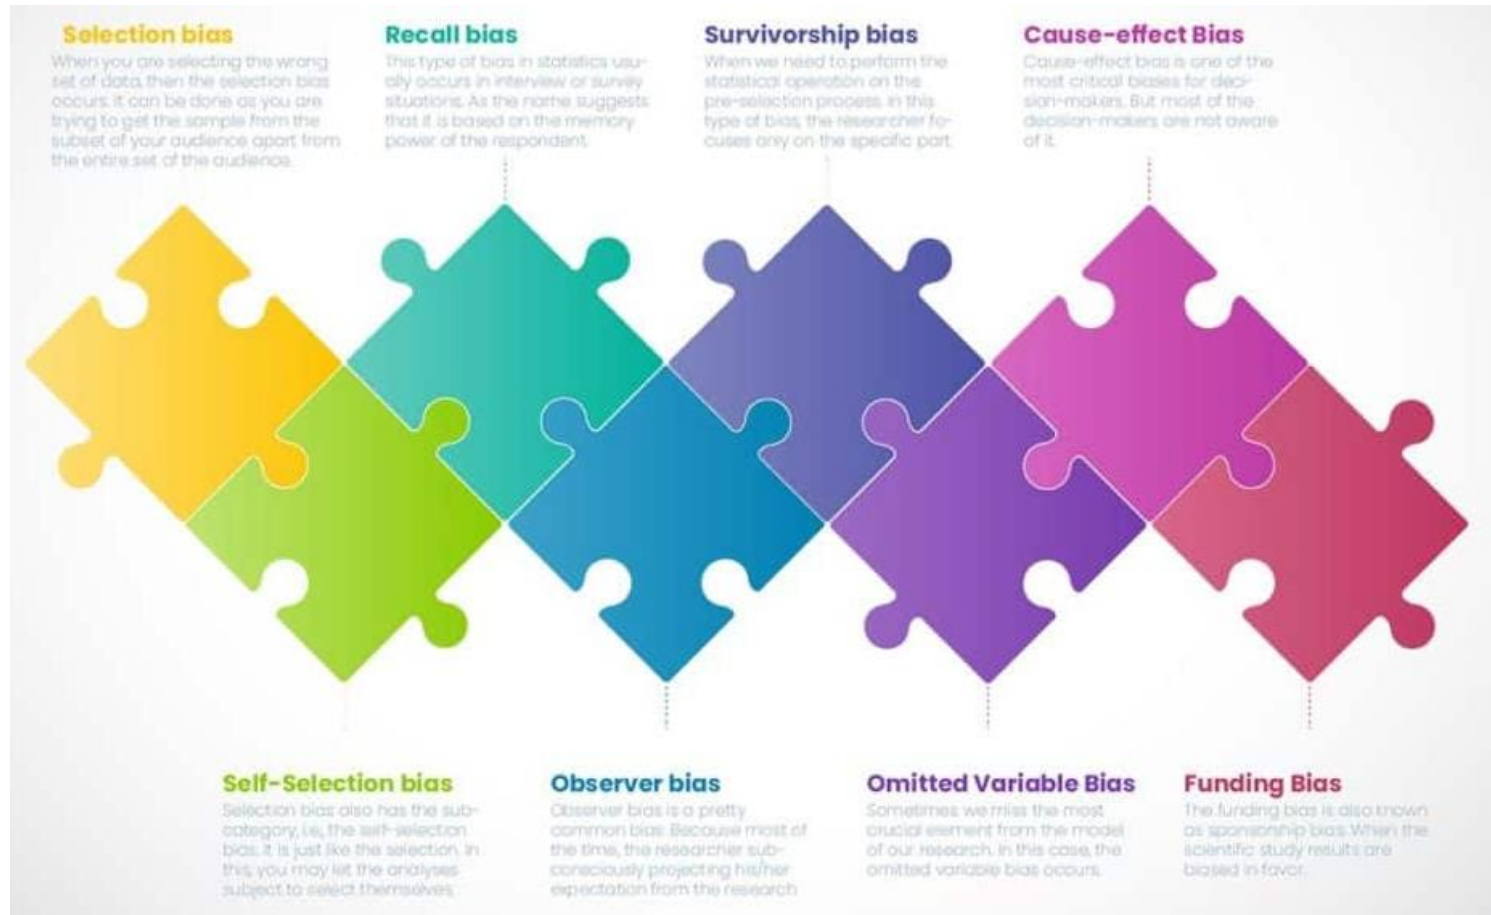 Selection bias
When you are selecting the wrong
set of data, then the selection bias
occurs. It can be done as you are
trying to get the sample from the
subset of your audience apart from
the entire set of the audience.
Recall bias
This type of bias in statistics usu-
ally occurs in interview or survey
situations. As the name suggests
that it is based on the memory
power of the respondent.
Survivorship bias
When we need to perform the
statistical operation on the
pre-selection process. In this
type of bias, the researcher fo-
cuses only on the specific part.
Cause-effect Bias
Cause-effect bias is one of the
most critical biases for deci-
sion-makers. But most of the
decision-makers are not aware
of it.
Self-Selection bias
Selection bias also has the sub-
category, i.e., the self-selection
bias. It is just like the selection. In
this, you may let the analyses
subject to select themselves.
Observer bias
Observer bias is a pretty
common bias. Because most of
the time, the researcher sub-
consciously projecting his/her
expectation from the research
Omitted Variable Bias
Sometimes we miss the most
crucial element from the model
of our research. In this case, the
omitted variable bias occurs.
Funding Bias
The funding bias is also known
as sponsorship bias. When the
scientific study results are
biased in favor.